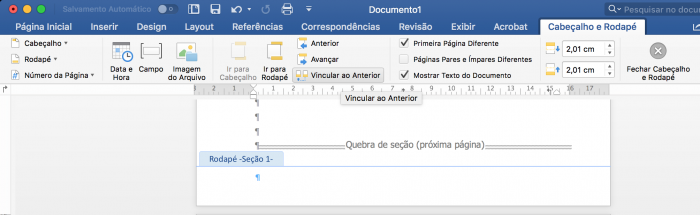 Salvamento Automático
Documento1
Pesquisar no docu
Página Inicial Inserir Design Layout Referências Correspondências Revisão Exibir Acrobat Cabeçalho e Rodapé
Cabeçalho
Rodapé
Número da Página
Data e Hora
Campo
Imagem do Arquivo
Ir para Cabeçalho
Ir para Rodapé
Anterior
Avançar
Vincular ao Anterior
Primeira Página Diferente
Páginas Pares e Ímpares Diferentes
Mostrar Texto do Documento
2,01 cm
2,01 cm
Fechar Cabeçalho e Rodapé
Vincular ao Anterior
1 2 3 4 5 6 7 8 9 10 11 12 13 14 15 16 17
¶
¶
¶
¶ Quebra de seção (próxima página)
Rodapé -Seção 1-
¶